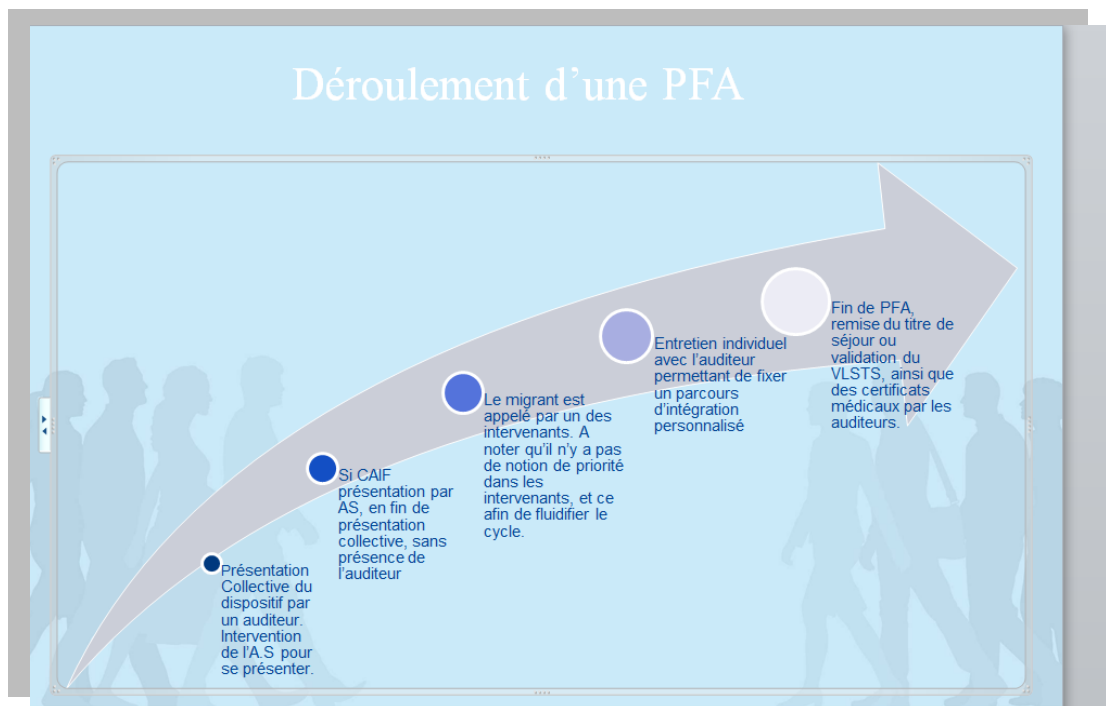 Déroulement d’une PFA
Présentation
Collective du
dispositif par
un auditeur.
Intervention
de l’A.S pour
se présenter.
Si CAIF
présentation par
AS, en fin de
présentation
collective, sans
présence de
l’auditeur
Le migrant est
appelé par un des
intervenants. A
noter qu’il n’y a pas
de notion de priorité
dans les
intervenants, et ce
afin de fluidifier le
cycle.
Entretien individuel
avec l’auditeur
permettant de fixer
un parcours
d’intégration
personnalisé
Fin de PFA,
remise du titre de
séjour ou
validation du
VLSTS, ainsi que
des certificats
médicaux par les
auditeurs.